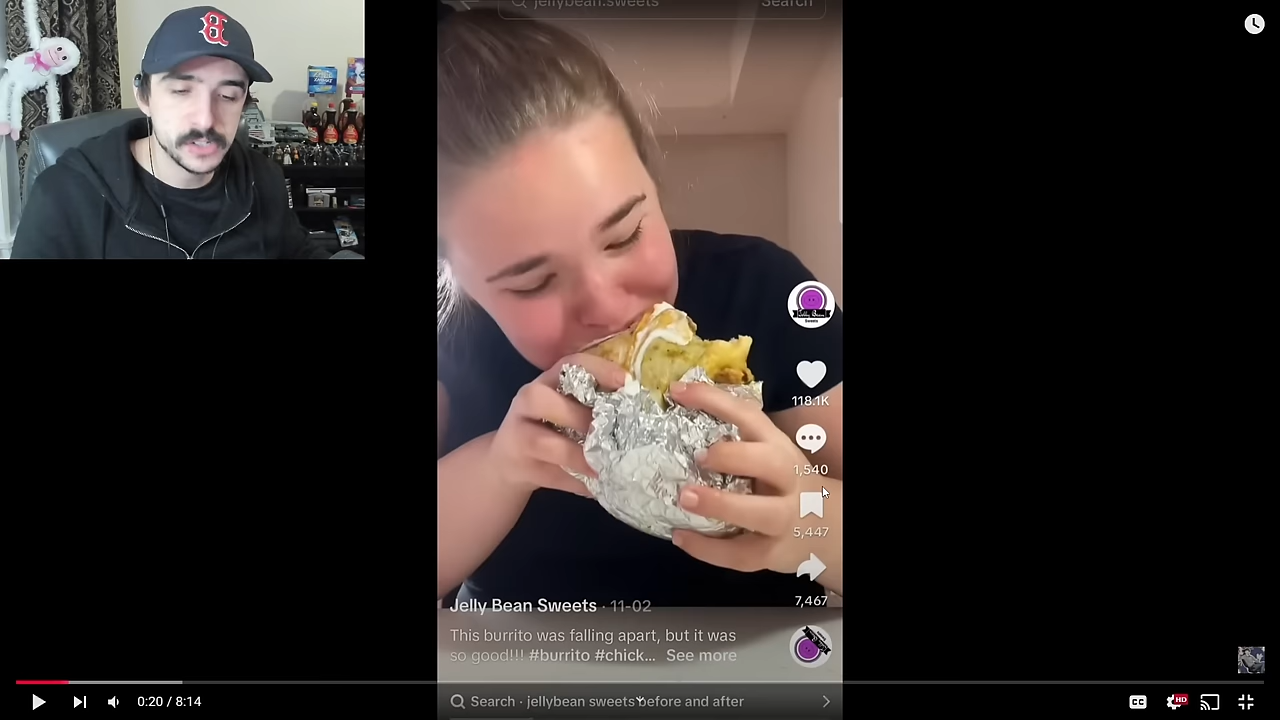 jellybean.sweets Search
B
118.1K
1,540
5,447
7,467
Jelly Bean Sweets · 11-02
This burrito was falling apart, but it was
so good!!! #burrito #chick... See more
Search · jellybean sweets before and after
0:20 / 8:14
CC
HD